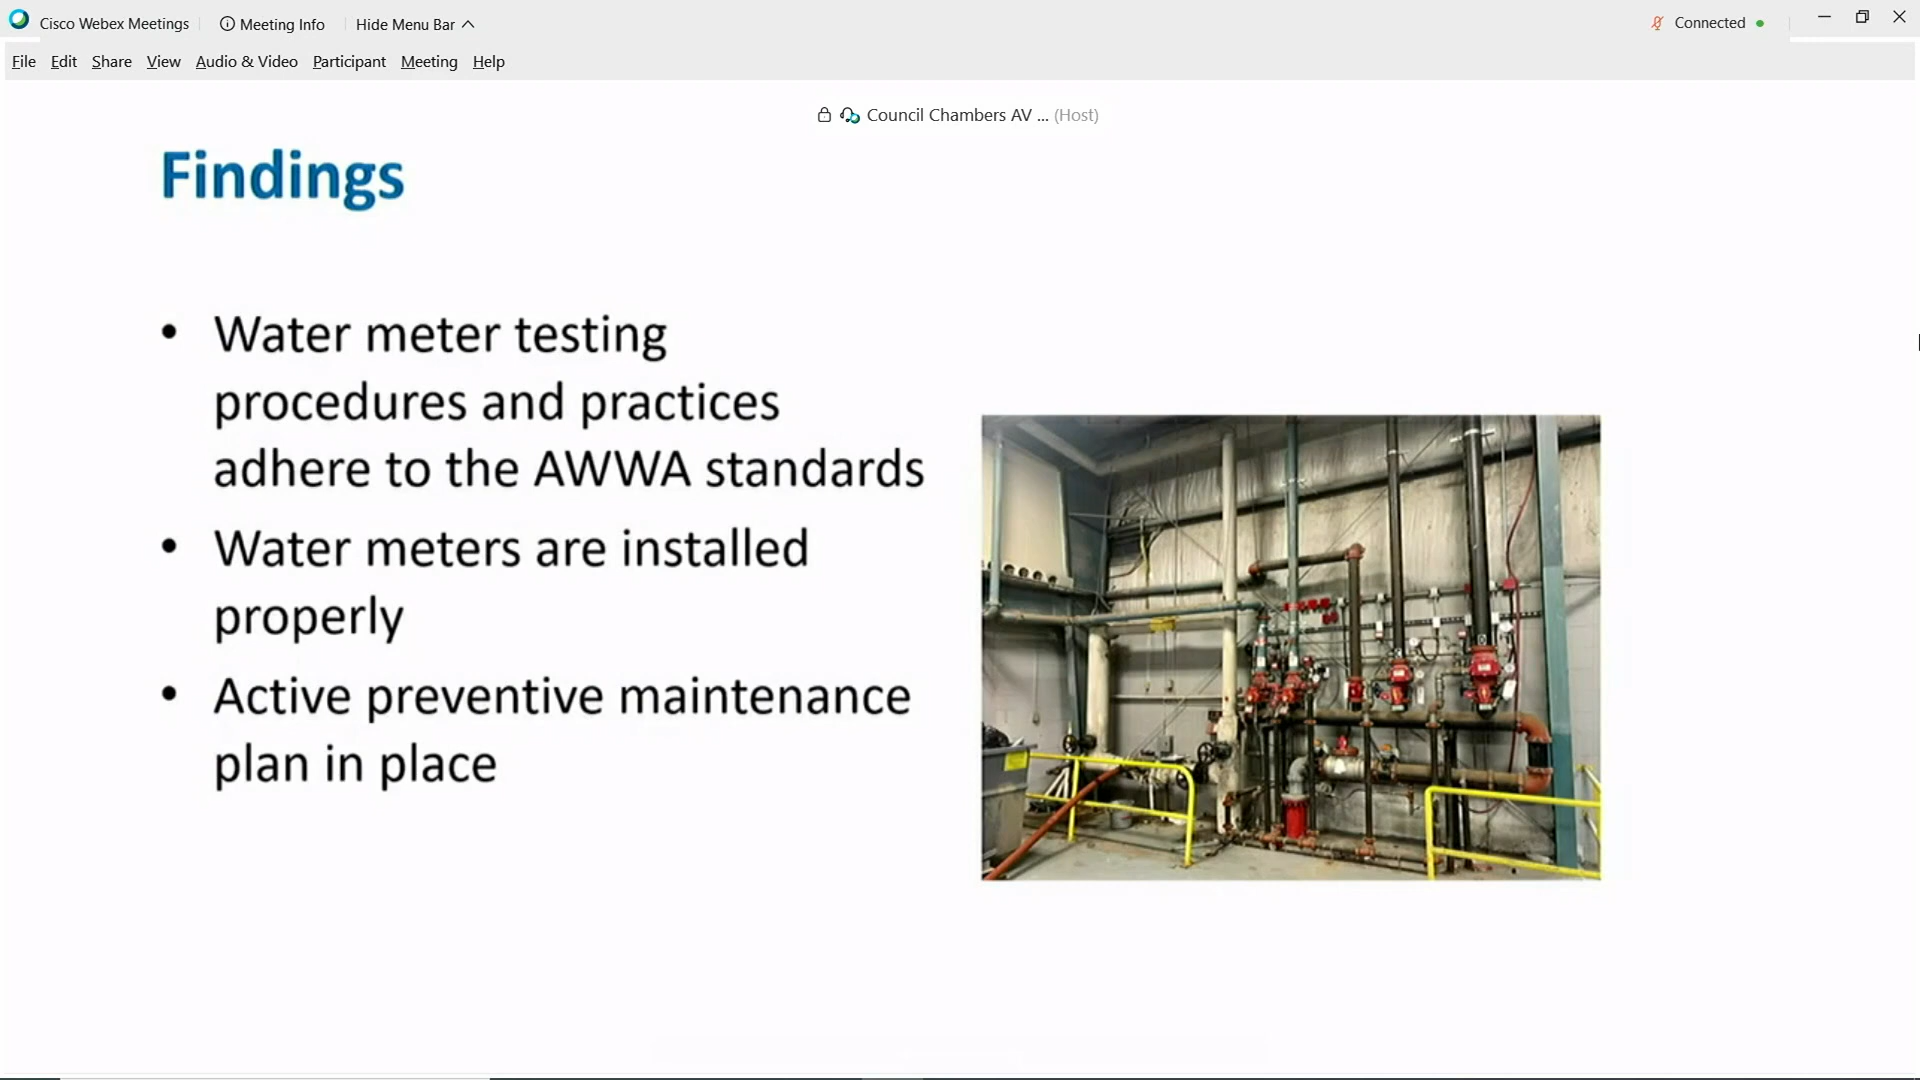 Cisco Webex Meetings
Meeting Info
Hide Menu Bar
Connected
File Edit Share View Audio & Video Participant Meeting Help
Council Chambers AV ... (Host)
Findings
• Water meter testing
procedures and practices
adhere to the AWWA standards
• Water meters are installed
properly
• Active preventive maintenance
plan in place